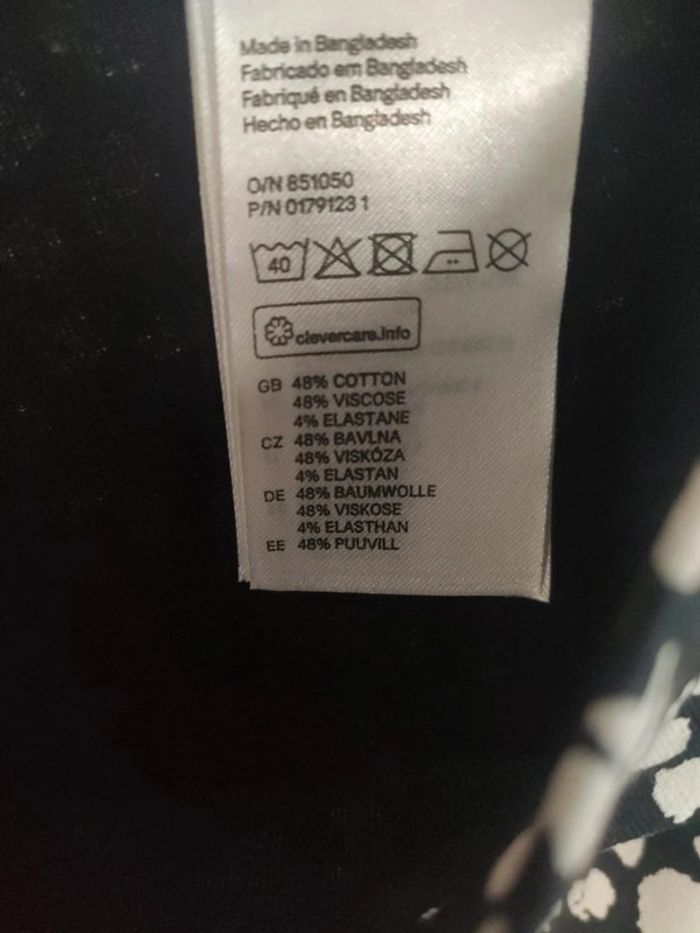 Made in Bangladesh
Fabricado em Bangladesh
Fabriqué en Bangladesh
Hecho en Bangladesh
O/N 851050
P/N 0179123 1
40
clevercare.info
GB 48% COTTON
48% VISCOSE
4% ELASTANE
CZ 48% BAVLNA
48% VISKÓZA
4% ELASTAN
DE 48% BAUMWOLLE
48% VISKOSE
4% ELASTHAN
EE 48% PUUVILL